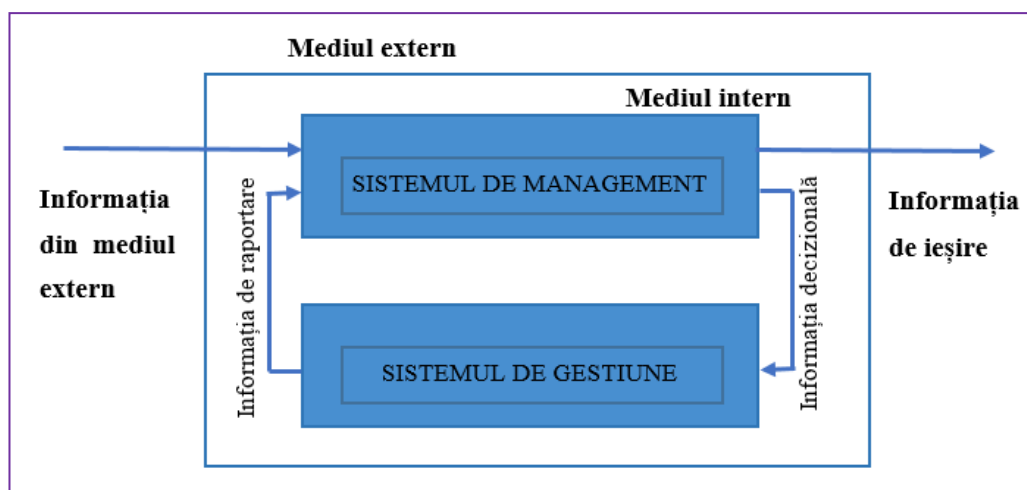 Mediul extern
Mediul intern
SISTEMUL DE MANAGEMENT
Informația
din mediul
extern
Informația de raportare
Informația decizională
Informația
de ieșire
SISTEMUL DE GESTIUNE